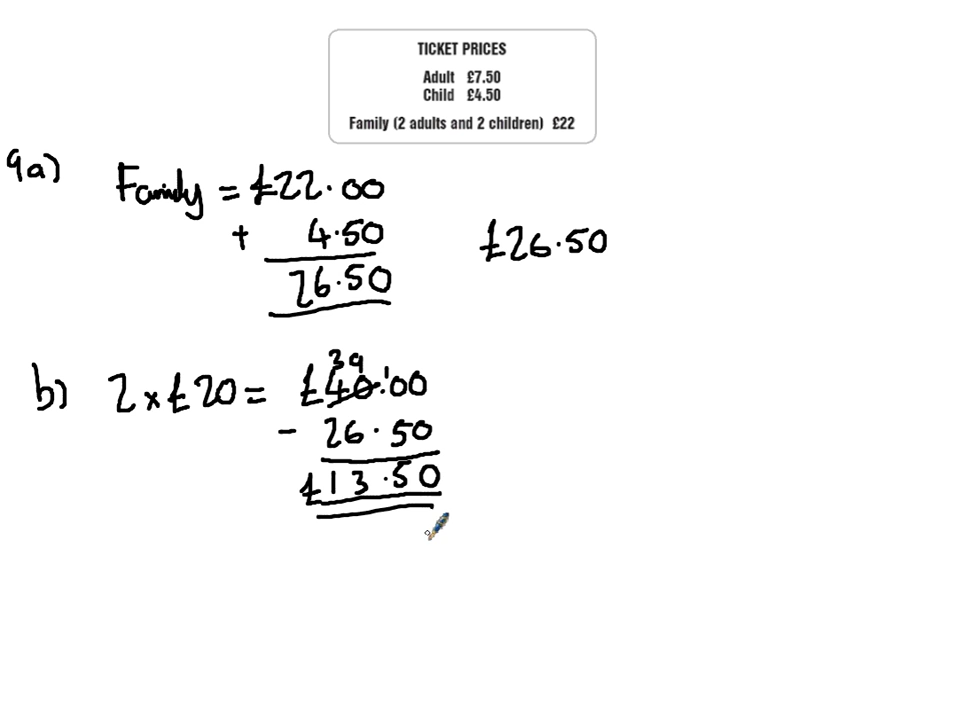 TICKET PRICES
Adult £7.50
Child £4.50
Family (2 adults and 2 children) £22
9a)
Family = £22.00
+ 4.50
26.50
£26.50
b) 2 x £20 = £40.00
39 1
- 26.50
£13.50